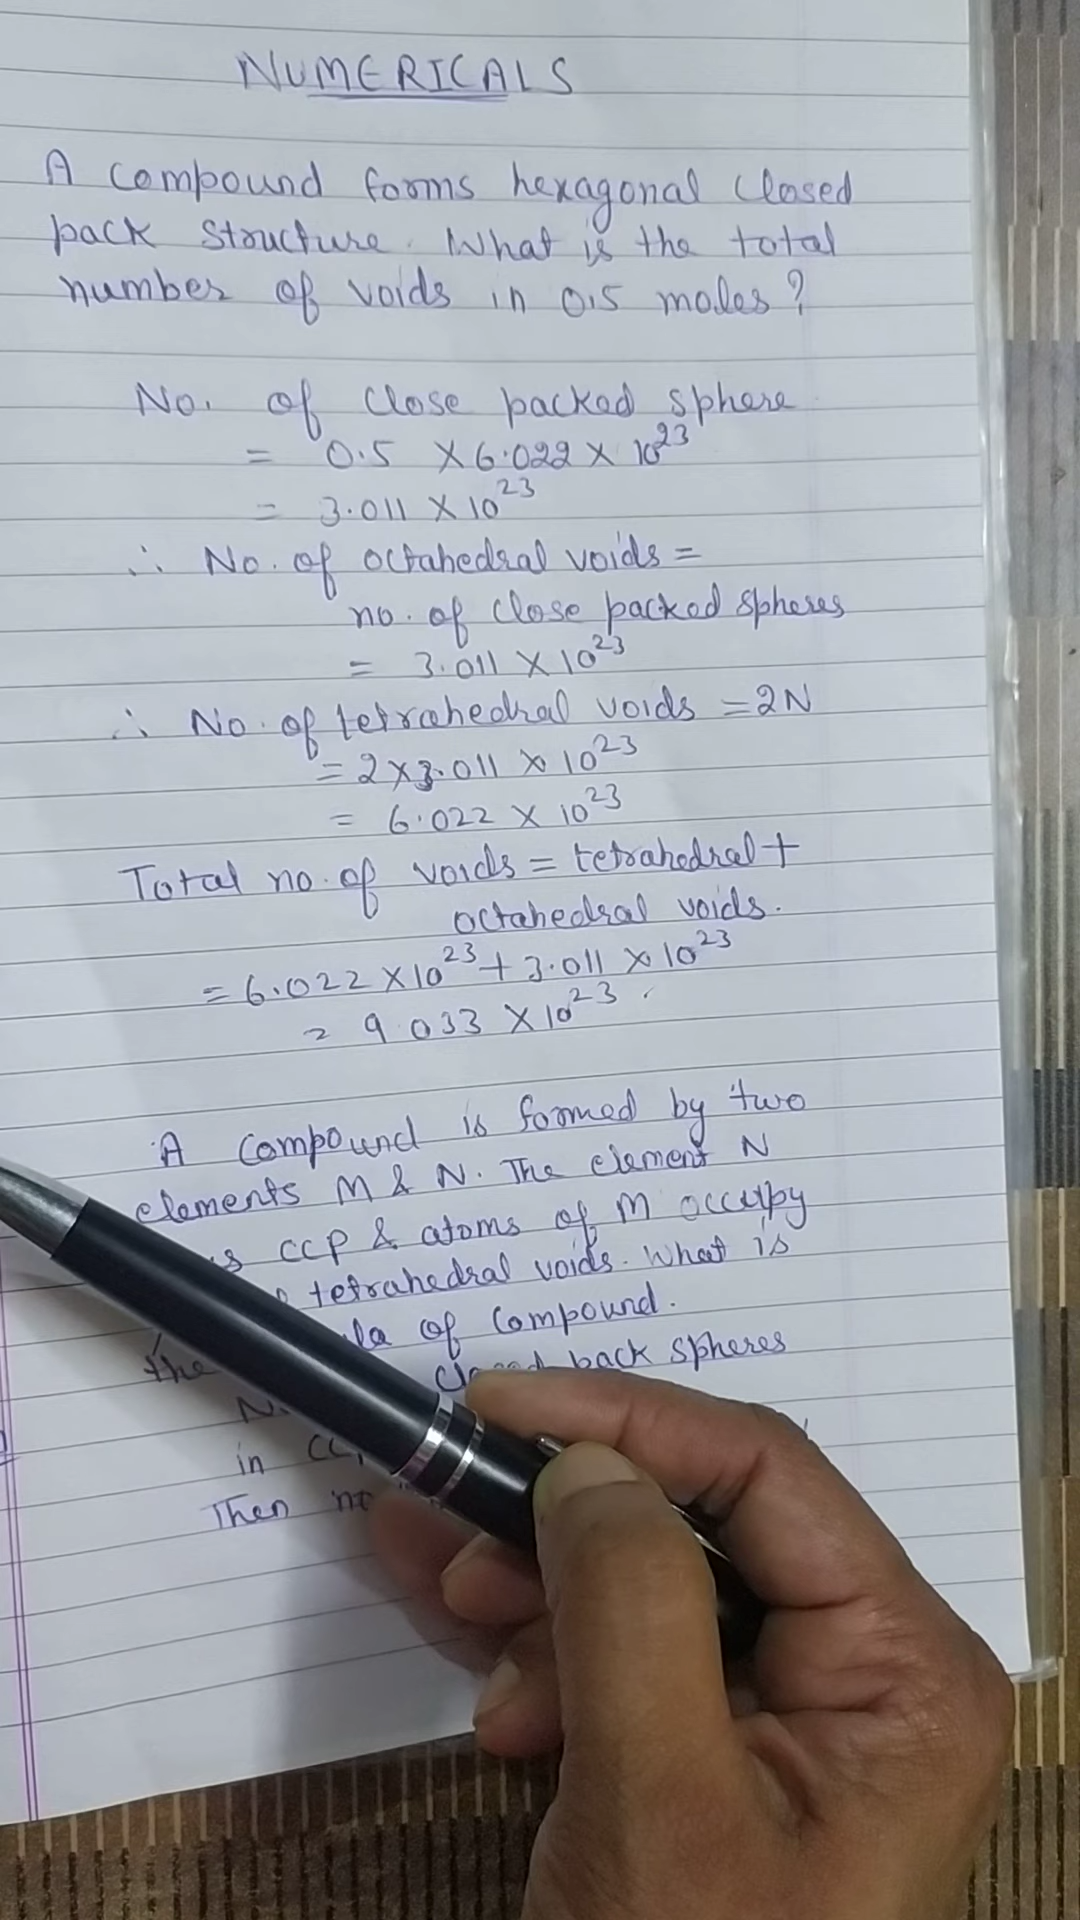 NUMERICALS
A compound forms hexagonal closed
pack structure. What is the total
number of voids in 0.5 moles?
No. of close packed sphere
= 0.5 × 6.022 × 10²³
= 3.011 × 10²³
∴ No. of octahedral voids =
no. of close packed spheres
= 3.011 × 10²³
∴ No. of tetrahedral voids = 2N
= 2 × 3.011 × 10²³
= 6.022 × 10²³
Total no. of voids = tetrahedral +
octahedral voids.
= 6.022 × 10²³ + 3.011 × 10²³
= 9.033 × 10²³.
A compound is formed by two
elements M & N. The element N
CCP & atoms of M occupy
tetrahedral voids. What is
the of compound.
back spheres
in
Then